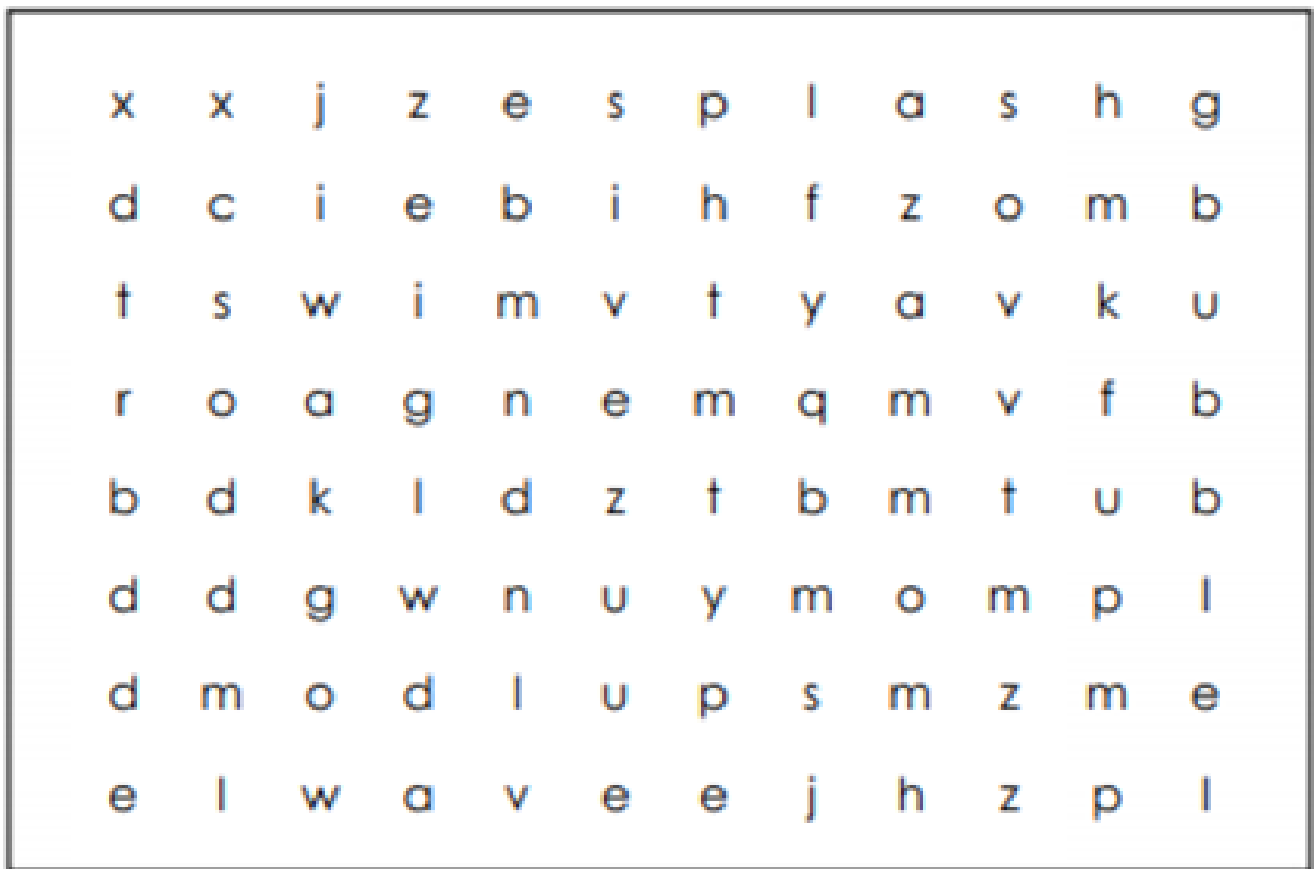 x x j z e s p l a s h g
d c i e b i h f z o m b
t s w i m v t y a v k u
r o a g n e m q m v f b
b d k l d z t b m t u b
d d g w n u y m o m p l
d m o d l u p s m z m e
e l w a v e e j h z p l